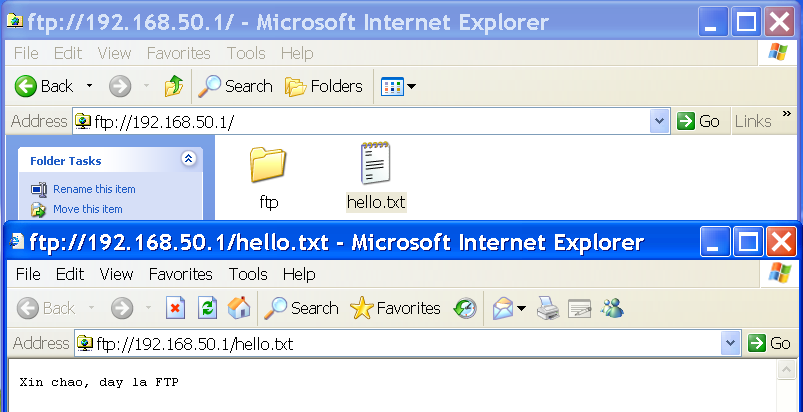 ftp://192.168.50.1/ - Microsoft Internet Explorer
File Edit View Favorites Tools Help
Back Search Folders
Address ftp://192.168.50.1/ Go Links »
Folder Tasks
Rename this item
Move this item
ftp hello.txt
ftp://192.168.50.1/hello.txt - Microsoft Internet Explorer
File Edit View Favorites Tools Help
Back Search Favorites
Address ftp://192.168.50.1/hello.txt Go
Xin chao, day la FTP